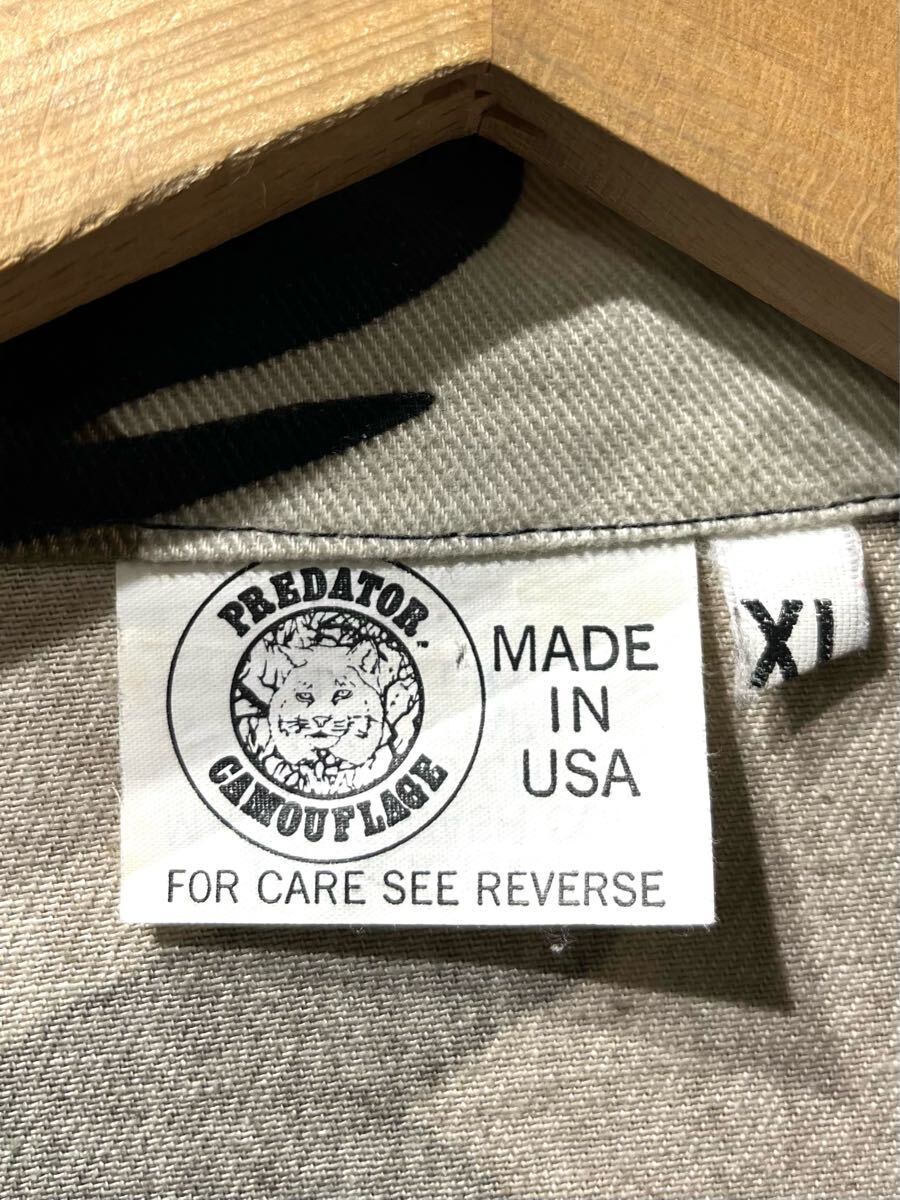 PREDATOR
CAMOUFLAGE
MADE
IN
USA
XL
FOR CARE SEE REVERSE